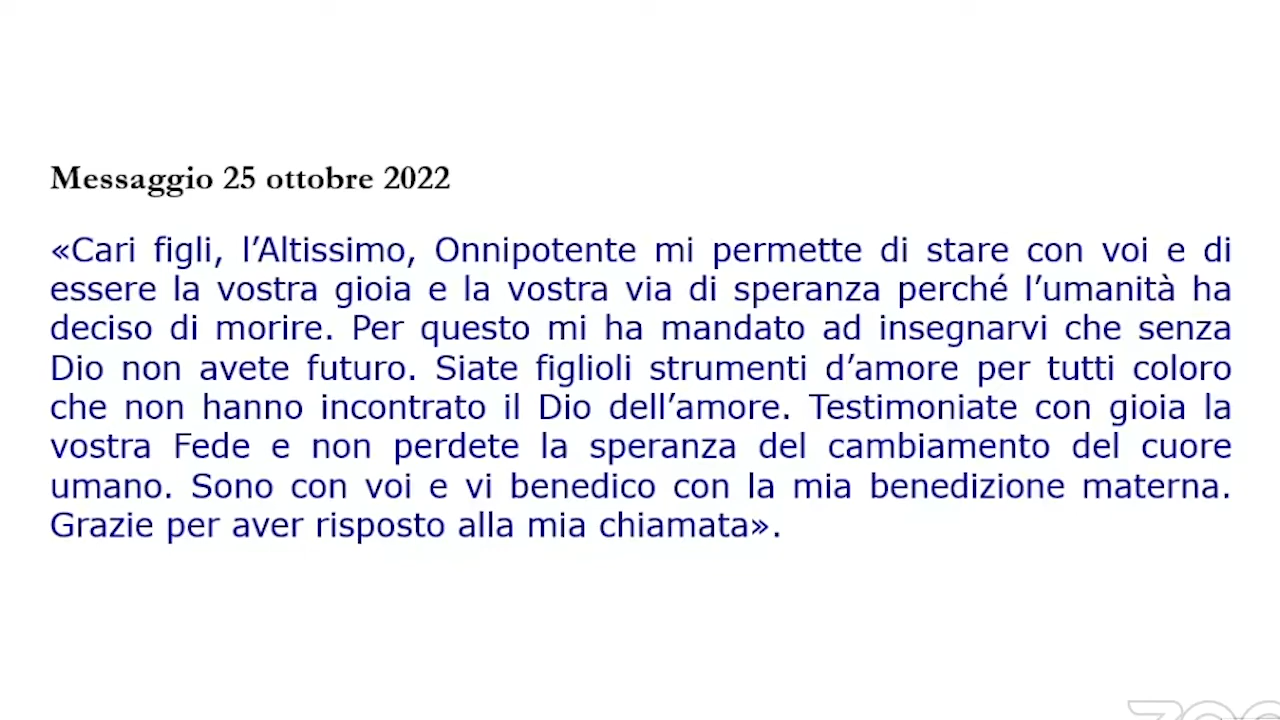 Messaggio 25 ottobre 2022
«Cari figli, l’Altissimo, Onnipotente mi permette di stare con voi e di
essere la vostra gioia e la vostra via di speranza perché l’umanità ha
deciso di morire. Per questo mi ha mandato ad insegnarvi che senza
Dio non avete futuro. Siate figlioli strumenti d’amore per tutti coloro
che non hanno incontrato il Dio dell’amore. Testimoniate con gioia la
vostra Fede e non perdete la speranza del cambiamento del cuore
umano. Sono con voi e vi benedico con la mia benedizione materna.
Grazie per aver risposto alla mia chiamata».